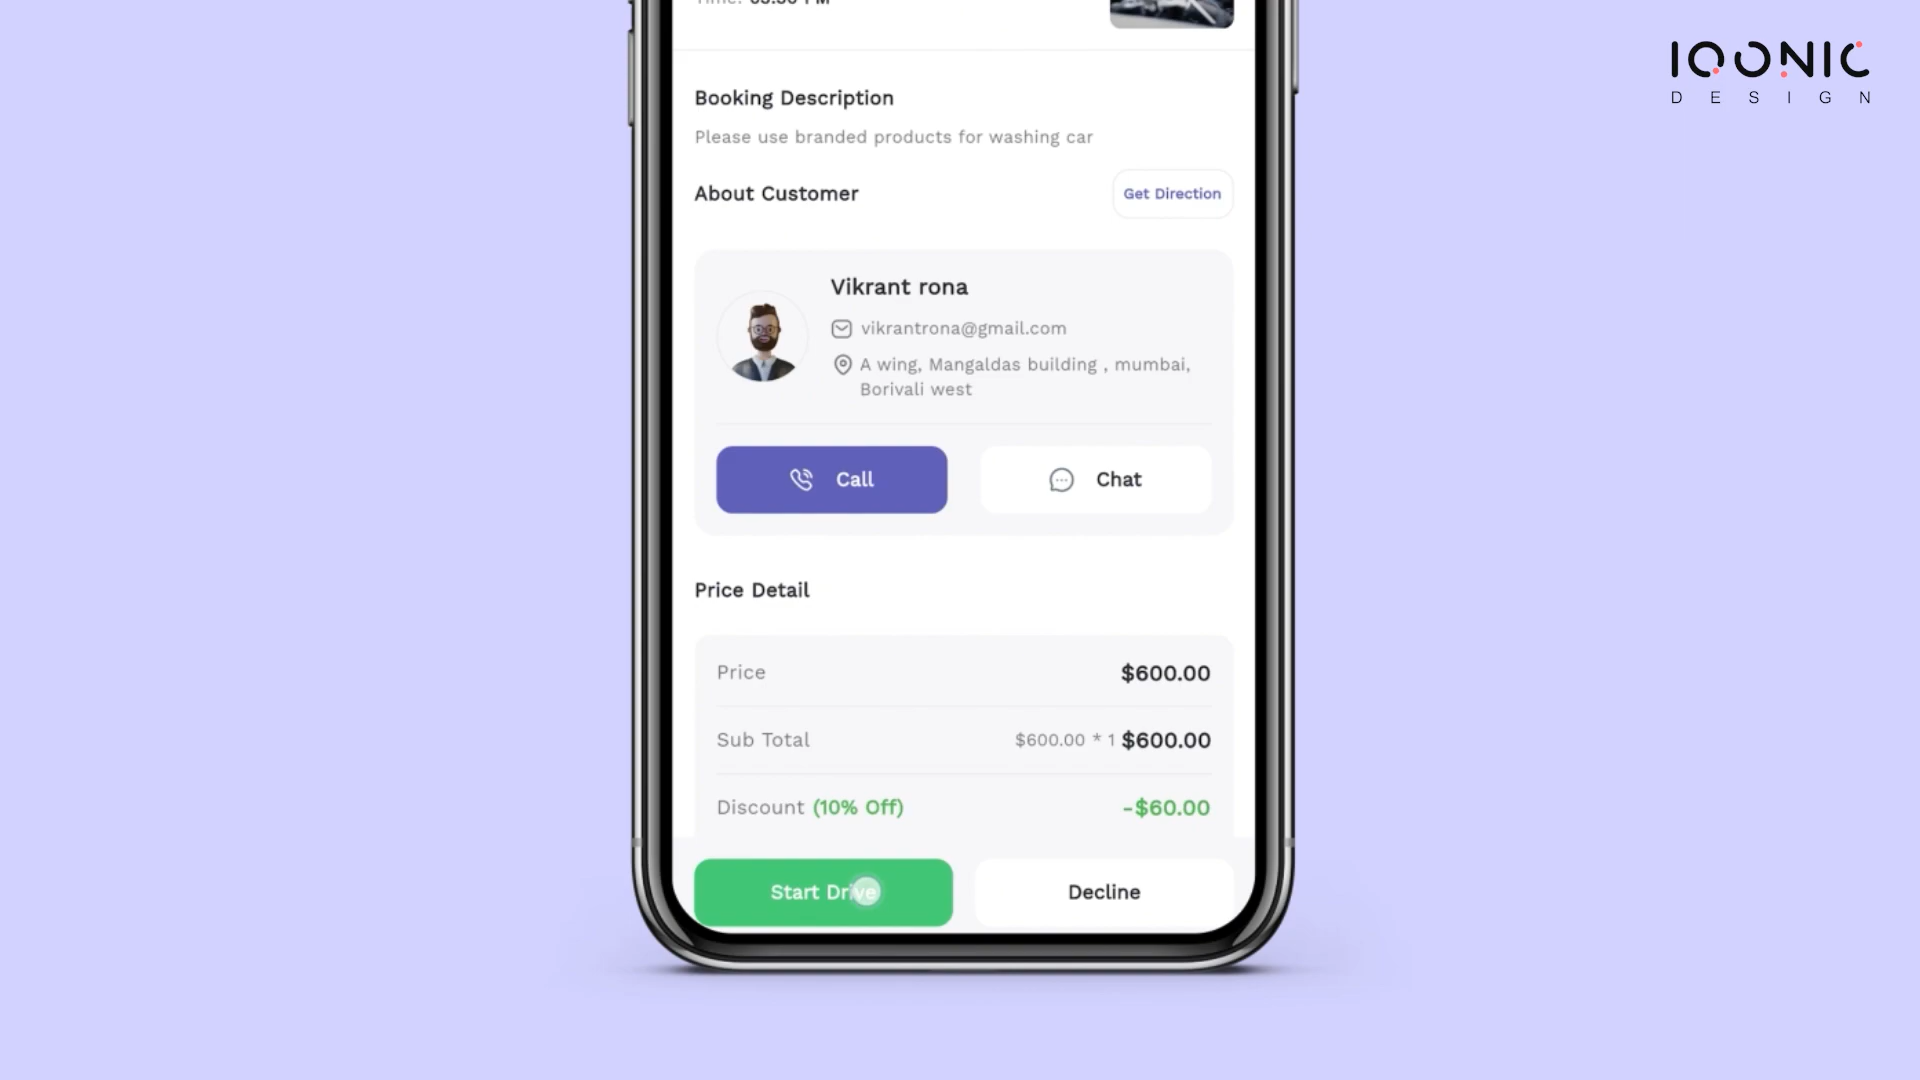 IQONIC
DESIGN
Booking Description
Please use branded products for washing car
About Customer
Get Direction
Vikrant rona
vikrantrona@gmail.com
A wing, Mangaldas building , mumbai,
Borivali west
Call
Chat
Price Detail
Price
$600.00
Sub Total
$600.00 * 1 $600.00
Discount (10% Off)
-$60.00
Start Drive
Decline